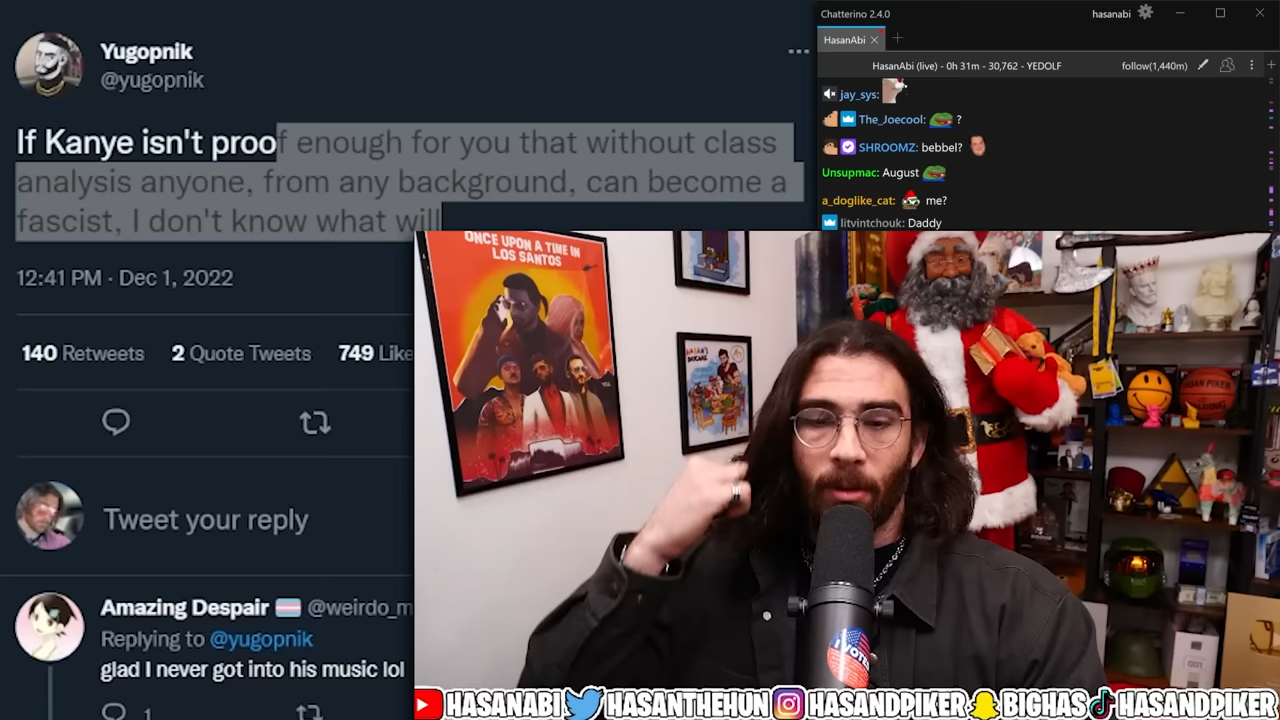 Yugopnik
@yugopnik
If Kanye isn't proof enough for you that without class
analysis anyone, from any background, can become a
fascist, I don't know what will
12:41 PM · Dec 1, 2022
140 Retweets 2 Quote Tweets 749 Like
Tweet your reply
Amazing Despair @weirdo_m
Replying to @yugopnik
glad I never got into his music lol
1
Chatterino 2.4.0
hasanabi
HasanAbi
HasanAbi (live) - 0h 31m - 30,762 - YEDOLF
follow(1,440m)
jay_sys:
The_Joecool: ?
SHROOMZ: bebbel?
Unsupmac: August
a_doglike_cat: me?
litvintchouk: Daddy
ONCE UPON A TIME IN
LOS SANTOS
HASAN PIKER
I VOTED
HASANABI HASANTHEHUN HASANDPIKER BIGHAS HASANDPIKER